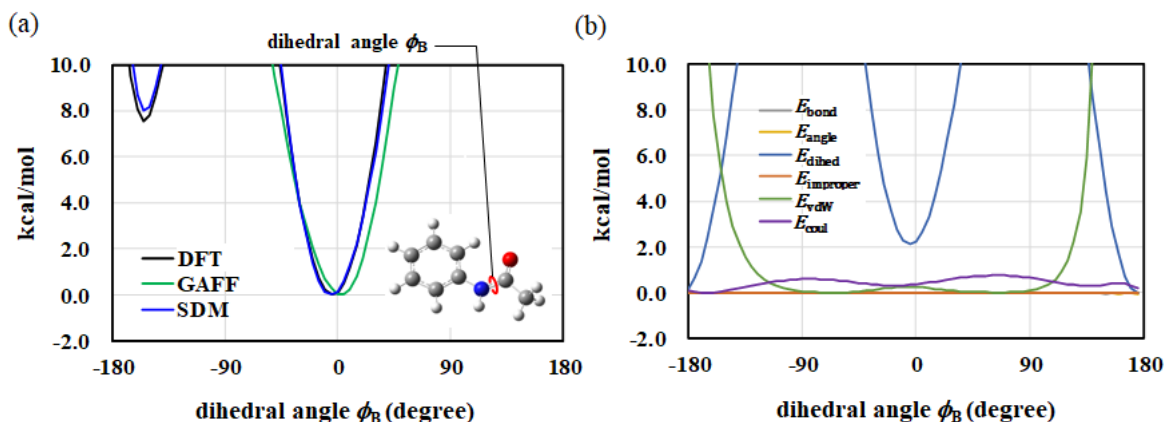 (a)
dihedral angle ϕB
10.0
8.0
6.0
4.0
2.0
0.0
-2.0
kcal/mol
DFT
GAFF
SDM
-180
-90
0
90
180
dihedral angle ϕB (degree)
(b)
10.0
8.0
6.0
4.0
2.0
0.0
-2.0
kcal/mol
Ebond
Eangle
Edihed
Eimproper
EvdW
Ecoul
-180
-90
0
90
180
dihedral angle ϕB (degree)